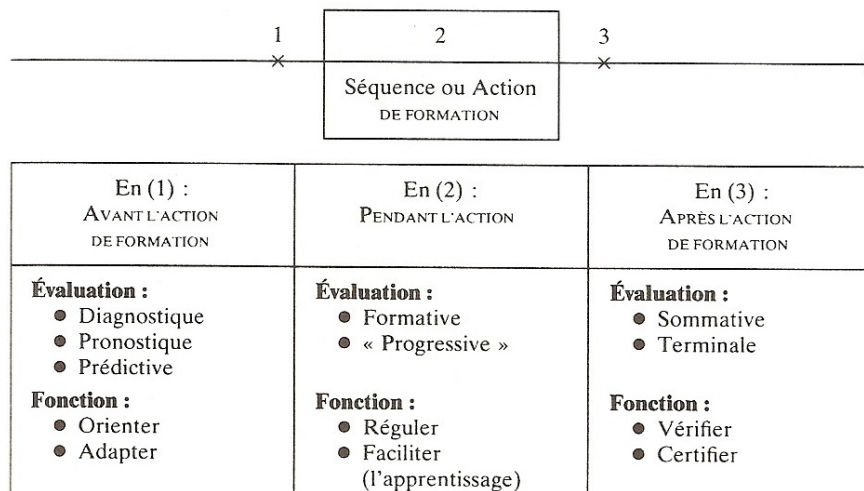 1
2
3
Séquence ou Action
DE FORMATION
En (1) :
AVANT L'ACTION
DE FORMATION
En (2) :
PENDANT L'ACTION
En (3) :
APRÈS L'ACTION
DE FORMATION
Évaluation :
● Diagnostique
● Pronostique
● Prédictive
Fonction :
● Orienter
● Adapter
Évaluation :
● Formative
● « Progressive »
Fonction :
● Réguler
● Faciliter
(l'apprentissage)
Évaluation :
● Sommative
● Terminale
Fonction :
● Vérifier
● Certifier